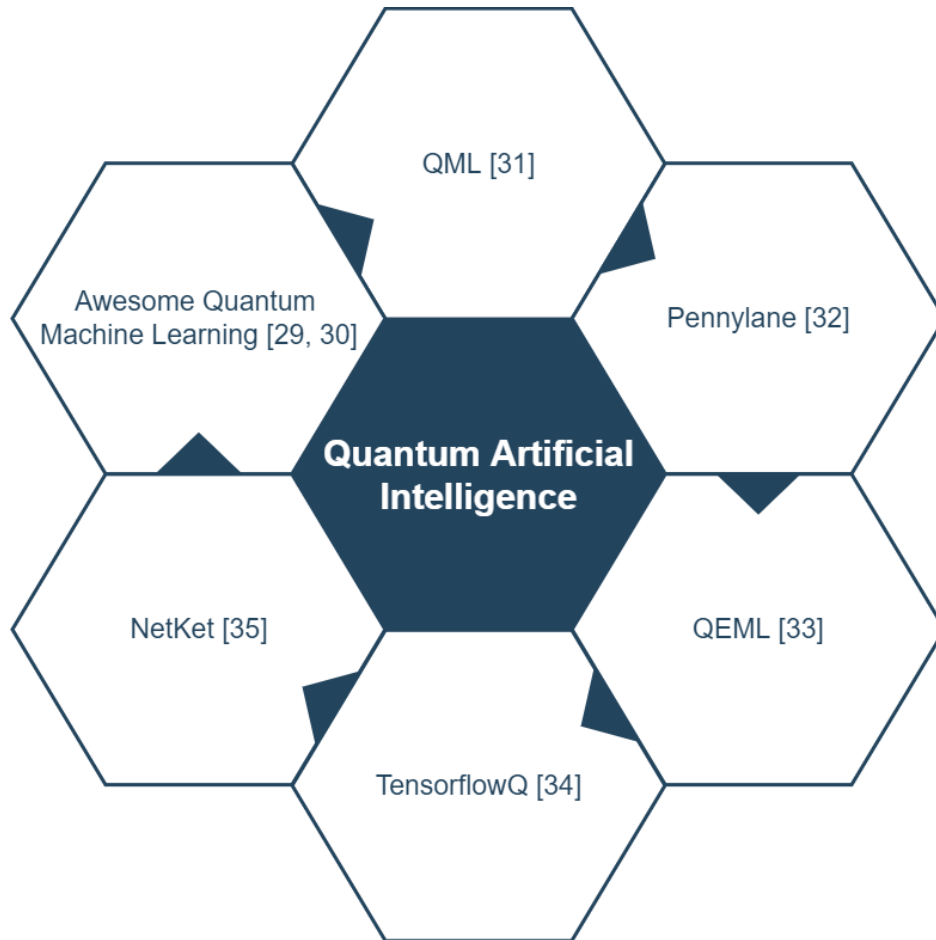 QML [31]
Awesome Quantum
Machine Learning [29, 30]
Pennylane [32]
Quantum Artificial
Intelligence
NetKet [35]
QEML [33]
TensorflowQ [34]